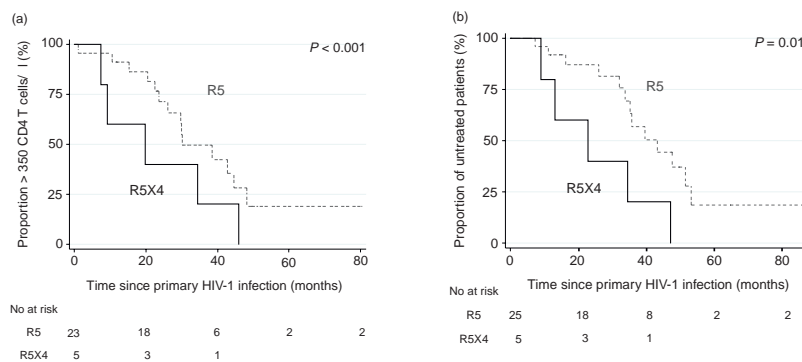 (a)
P < 0.001
Proportion > 350 CD4 T cells/ l (%)
100
75
50
25
0
R5
R5X4
0 20 40 60 80
Time since primary HIV-1 infection (months)
No at risk
R5 23 18 6 2 2
R5X4 5 3 1
(b)
P = 0.01
Proportion of untreated patients (%)
100
75
50
25
0
R5
R5X4
0 20 40 60 80
Time since primary HIV-1 infection (months)
No at risk
R5 25 18 8 2 2
R5X4 5 3 1